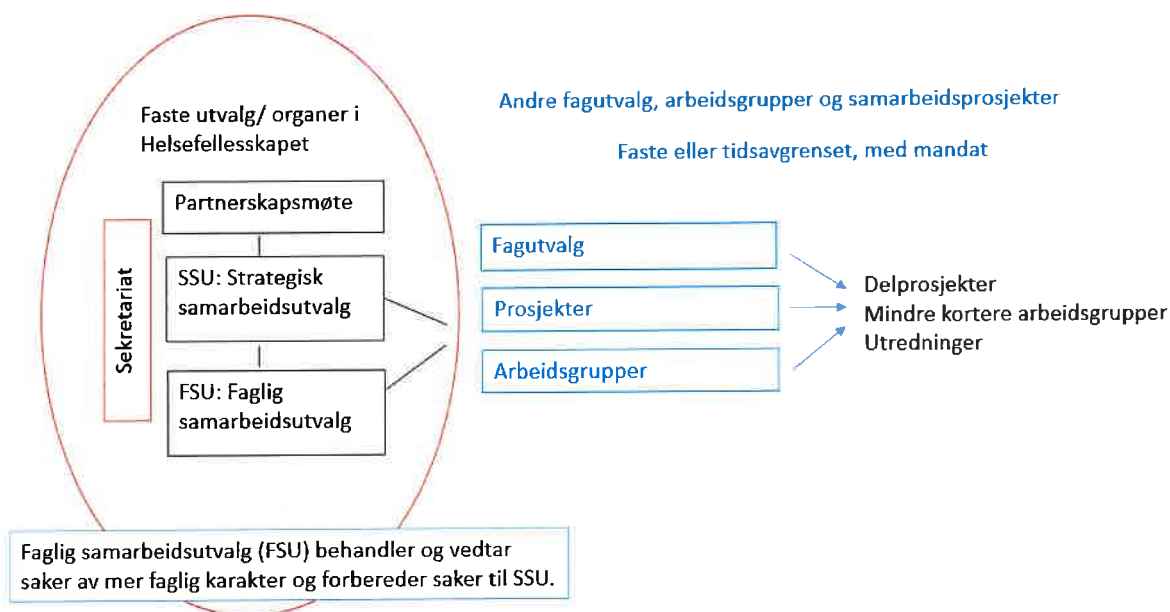 Faste utvalg/ organer i
Helsefellesskapet
Partnerskapsmøte
Sekretariat
SSU: Strategisk
samarbeidsutvalg
FSU: Faglig
samarbeidsutvalg
Faglig samarbeidsutvalg (FSU) behandler og vedtar
saker av mer faglig karakter og forbereder saker til SSU.
Andre fagutvalg, arbeidsgrupper og samarbeidsprosjekter
Faste eller tidsavgrenset, med mandat
Fagutvalg
Prosjekter
Arbeidsgrupper
Delprosjekter
Mindre kortere arbeidsgrupper
Utredninger